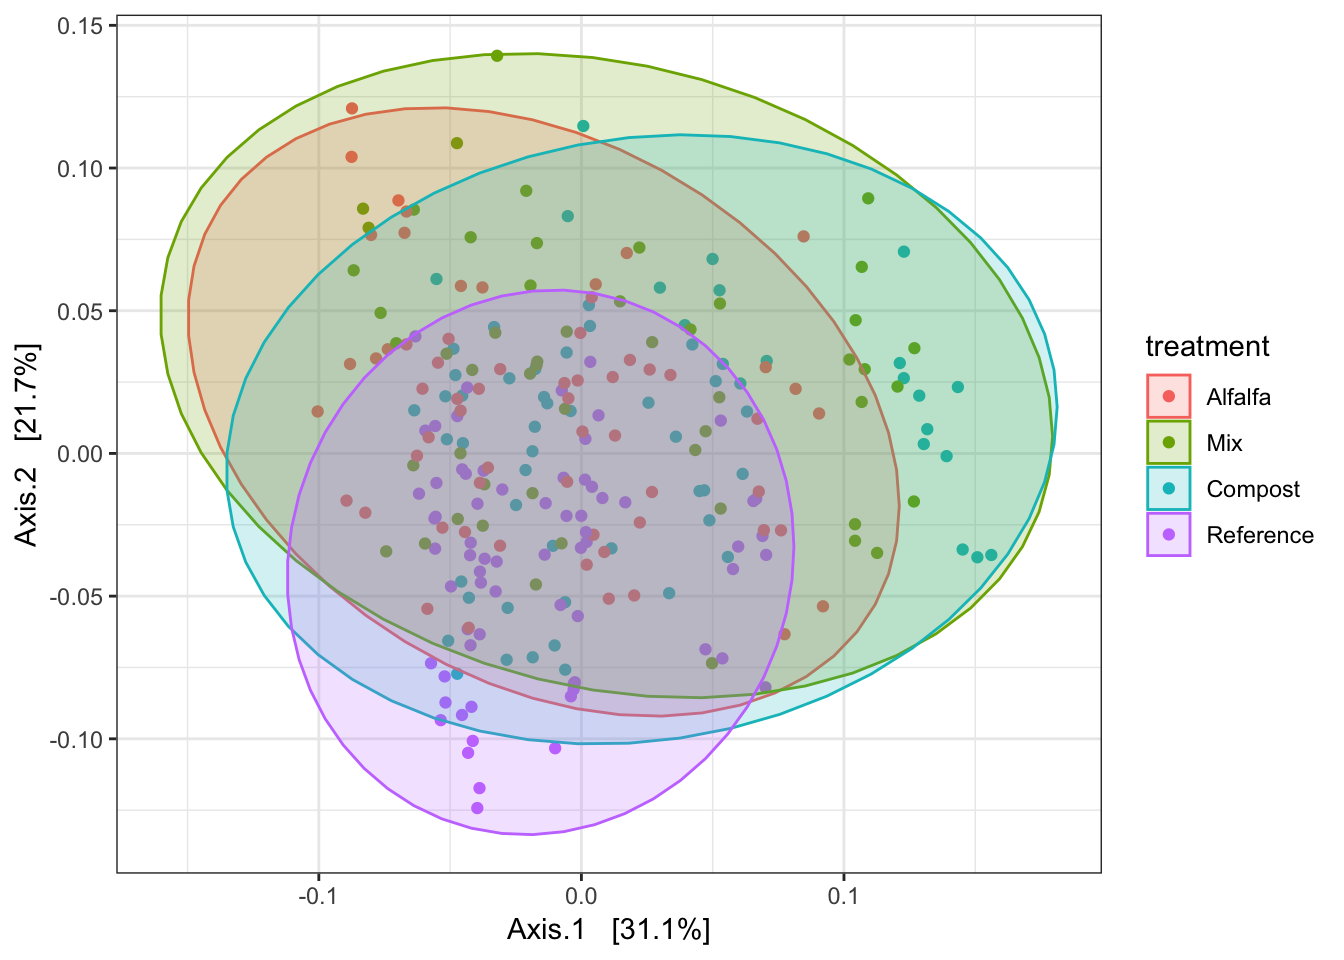 0.15
0.10
0.05
0.00
-0.05
-0.10
Axis.2 [21.7%]
-0.1 0.0 0.1
Axis.1 [31.1%]
treatment
Alfalfa
Mix
Compost
Reference